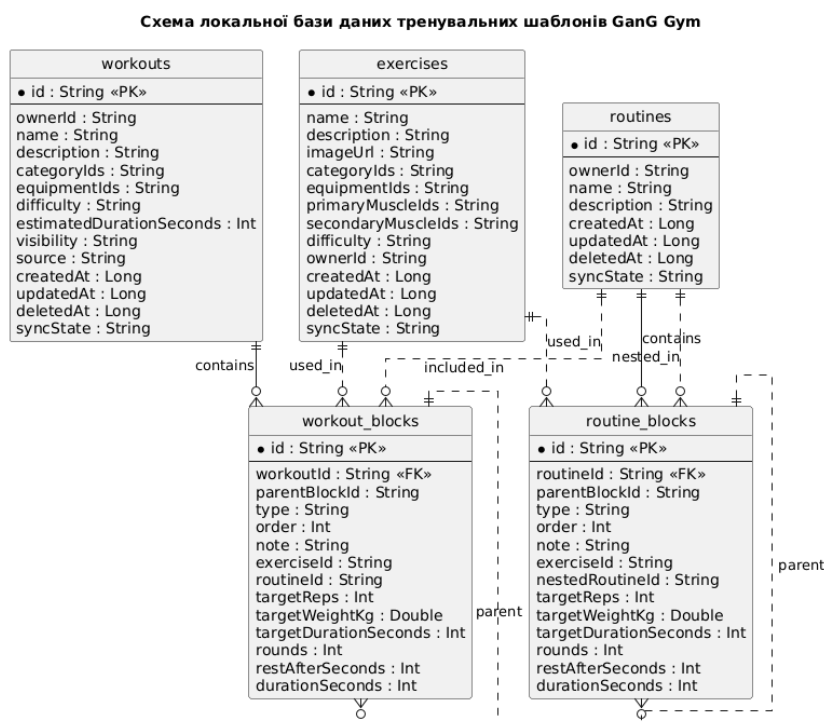 Схема локальної бази даних тренувальних шаблонів GanG Gym
workouts
id : String «PK»
ownerId : String
name : String
description : String
categoryIds : String
equipmentIds : String
difficulty : String
estimatedDurationSeconds : Int
visibility : String
source : String
createdAt : Long
updatedAt : Long
deletedAt : Long
syncState : String
exercises
id : String «PK»
name : String
description : String
imageUrl : String
categoryIds : String
equipmentIds : String
primaryMuscleIds : String
secondaryMuscleIds : String
difficulty : String
ownerId : String
createdAt : Long
updatedAt : Long
deletedAt : Long
syncState : String
routines
id : String «PK»
ownerId : String
name : String
description : String
createdAt : Long
updatedAt : Long
deletedAt : Long
syncState : String
contains
used_in
included_in
used_in
contains
nested_in
workout_blocks
id : String «PK»
workoutId : String «FK»
parentBlockId : String
type : String
order : Int
note : String
exerciseId : String
routineId : String
targetReps : Int
targetWeightKg : Double
targetDurationSeconds : Int
rounds : Int
restAfterSeconds : Int
durationSeconds : Int
parent
routine_blocks
id : String «PK»
routineId : String «FK»
parentBlockId : String
type : String
order : Int
note : String
exerciseId : String
nestedRoutineId : String
targetReps : Int
targetWeightKg : Double
targetDurationSeconds : Int
rounds : Int
restAfterSeconds : Int
durationSeconds : Int
parent